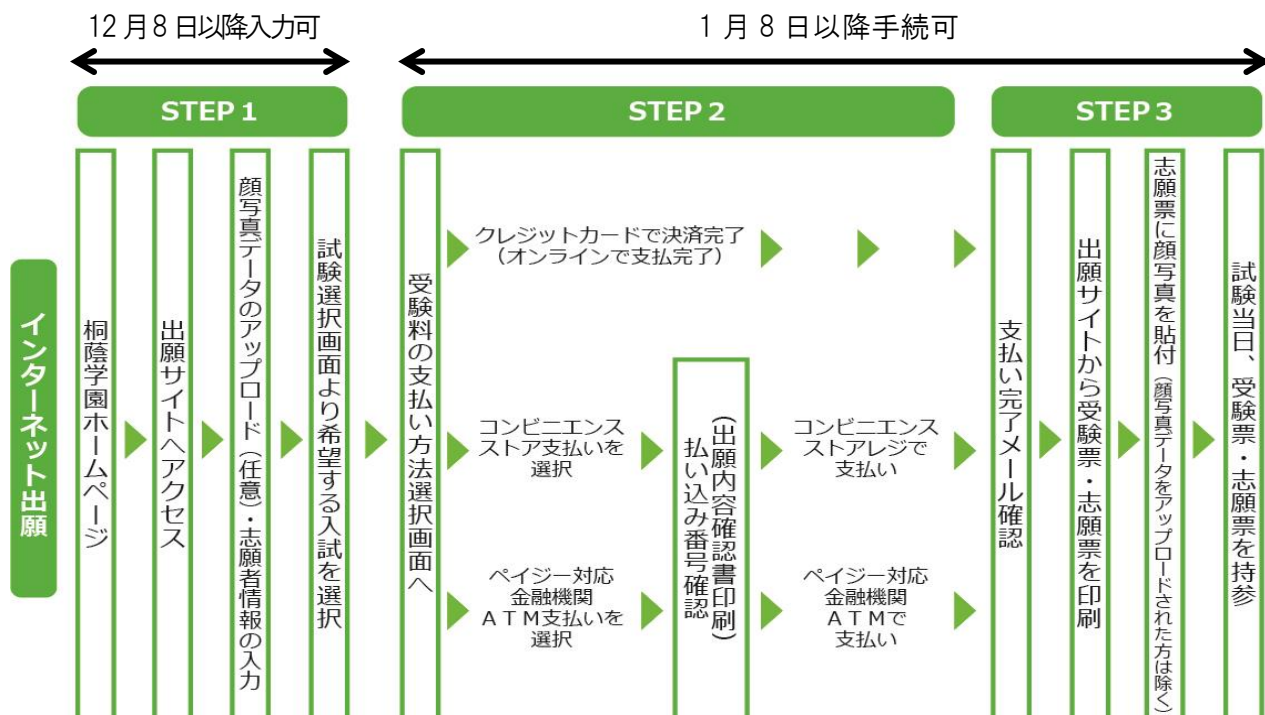 12月8日以降入力可
1月8日以降手続可
STEP 1
STEP 2
STEP 3
インターネット出願
桐蔭学園ホームページ
出願サイトへアクセス
顔写真データのアップロード（任意）・志願者情報の入力
試験選択画面より希望する入試を選択
受験料の支払い方法選択画面へ
クレジットカードで決済完了
（オンラインで支払完了）
コンビニエンス
ストア支払いを
選択
ペイジー対応
金融機関
ＡＴＭ支払いを
選択
（出願内容確認書印刷）
払い込み番号確認
コンビニエンス
ストアレジで
支払い
ペイジー対応
金融機関
ＡＴＭで
支払い
支払い完了メール確認
出願サイトから受験票・志願票を印刷
志願票に顔写真を貼付（顔写真データをアップロードされた方は除く）
試験当日、受験票・志願票を持参